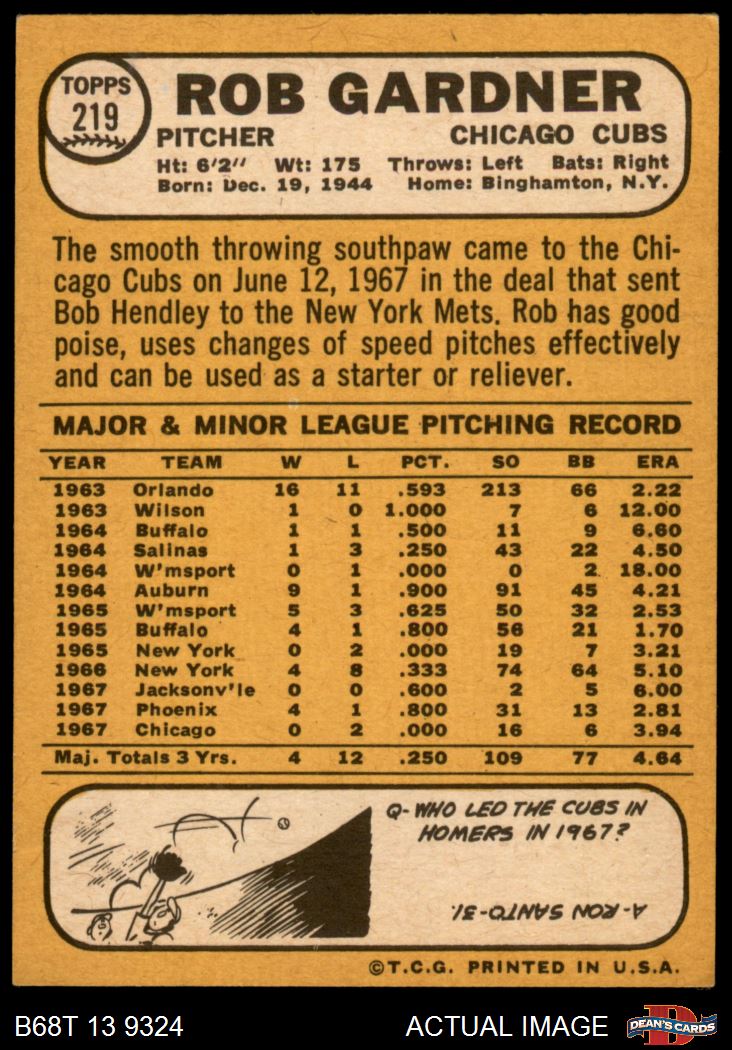 TOPPS
219
ROB GARDNER
PITCHER CHICAGO CUBS
Ht: 6'2" Wt: 175 Throws: Left Bats: Right
Born: Dec. 19, 1944 Home: Binghamton, N.Y.
The smooth throwing southpaw came to the Chi-
cago Cubs on June 12, 1967 in the deal that sent
Bob Hendley to the New York Mets. Rob has good
poise, uses changes of speed pitches effectively
and can be used as a starter or reliever.
MAJOR & MINOR LEAGUE PITCHING RECORD
YEAR TEAM W L PCT. SO BB ERA
1963 Orlando 16 11 .593 213 66 2.22
1963 Wilson 1 0 1.000 7 6 12.00
1964 Buffalo 1 1 .500 11 9 6.60
1964 Salinas 1 3 .250 43 22 4.50
1964 W'msport 0 1 .000 0 2 18.00
1964 Auburn 9 1 .900 91 45 4.21
1965 W'msport 5 3 .625 50 32 2.53
1965 Buffalo 4 1 .800 56 21 1.70
1965 New York 0 2 .000 19 7 3.21
1966 New York 4 8 .333 74 64 5.10
1967 Jacksonv'le 0 0 .600 2 5 6.00
1967 Phoenix 4 1 .800 31 13 2.81
1967 Chicago 0 2 .000 16 6 3.94
Maj. Totals 3 Yrs. 4 12 .250 109 77 4.64
Q-WHO LED THE CUBS IN
HOMERS IN 1967?
A-RON SANTO-31.
©T.C.G. PRINTED IN U.S.A.
B68T 13 9324 ACTUAL IMAGE
D
DEAN'S CARDS